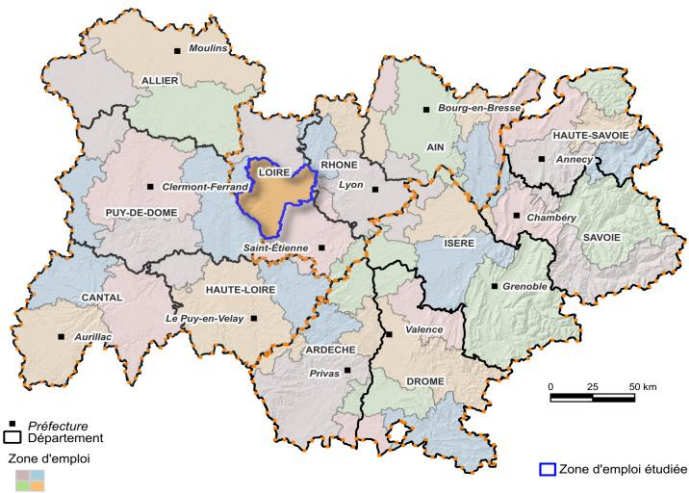 Moulins
ALLIER
Bourg-en-Bresse
HAUTE-SAVOIE
AIN
LOIRE
RHONE
Annecy
Clermont-Ferrand
Lyon
PUY-DE-DOME
Chambéry
Saint-Étienne
ISERE
SAVOIE
CANTAL
HAUTE-LOIRE
Grenoble
Le Puy-en-Velay
Aurillac
Valence
ARDECHE
Privas
DROME
0 25 50 km
Préfecture
Département
Zone d'emploi
Zone d'emploi étudiée